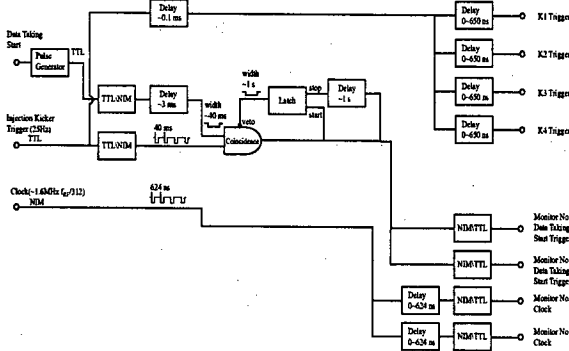 Delay
~0.1 ms
Delay
0~650 ns
K1 Trigger
Data Taking
Start
TTL
Pulse
Generator
Delay
0~650 ns
K2 Trigger
TTL\NIM
Delay
~3 ms
width
~40 ms
width
~1 s
Latch
stop
start
Delay
~1 s
Delay
0~650 ns
K3 Trigger
veto
Injection Kicker
Trigger (25Hz)
TTL
TTL\NIM
40 ms
Coincidence
Delay
0~650 ns
K4 Trigger
Clock(~1.6MHz
NIM
624 ns
NIM\TTL
Monitor No
Data Taking
Start Trigge
NIM\TTL
Monitor No
Data Taking
Start Trigge
Delay
0~624 ns
NIM\TTL
Monitor No
Clock
Delay
0~624 ns
NIM\TTL
Monitor No
Clock